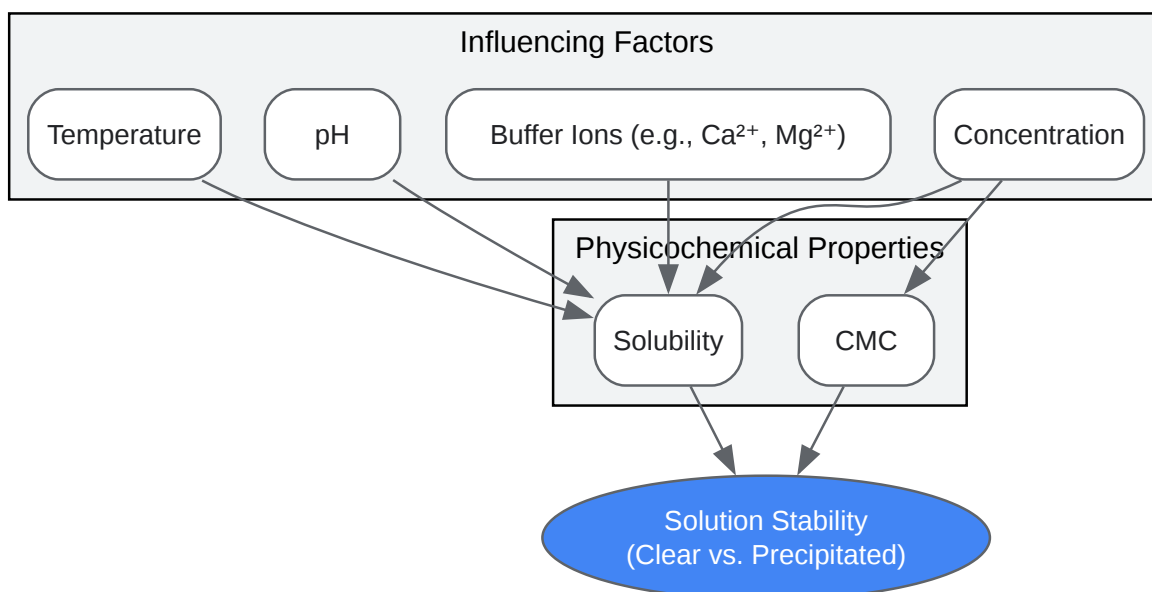 Influencing Factors
Temperature
pH
Buffer Ions (e.g., Ca²⁺, Mg²⁺)
Concentration
Physicochemical Properties
Solubility
CMC
Solution Stability
(Clear vs. Precipitated)